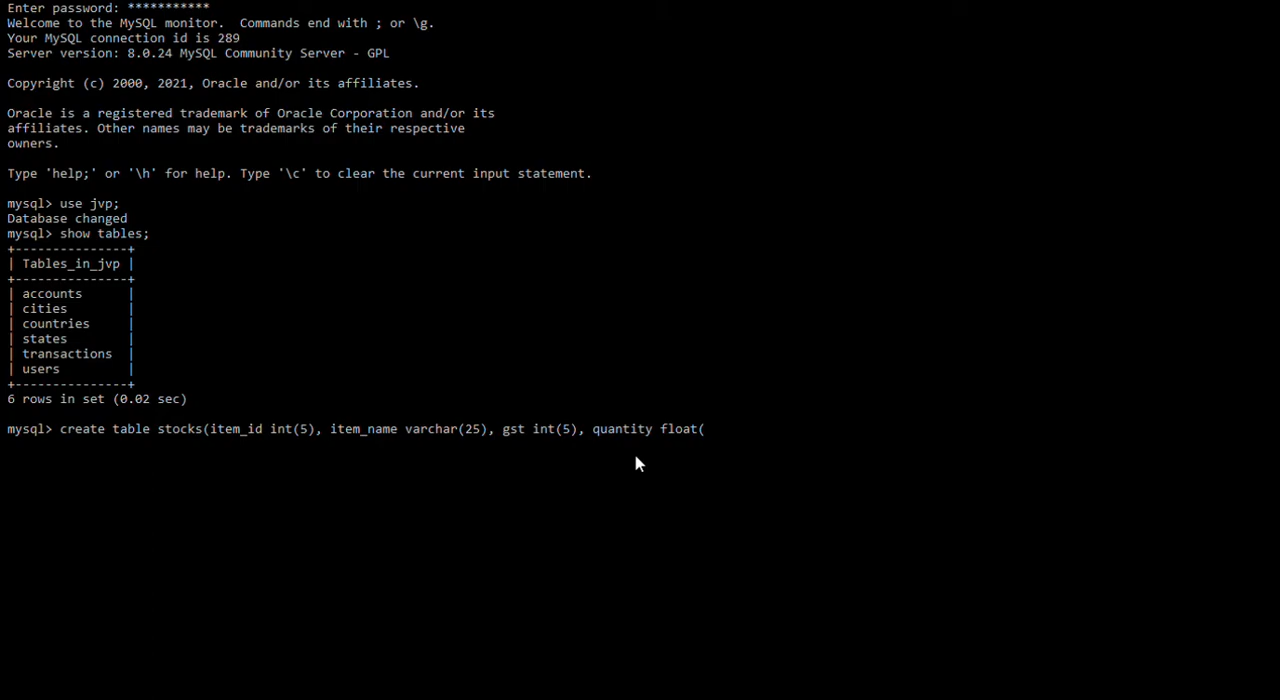 Enter password: ***********
Welcome to the MySQL monitor.  Commands end with ; or \g.
Your MySQL connection id is 289
Server version: 8.0.24 MySQL Community Server - GPL
Copyright (c) 2000, 2021, Oracle and/or its affiliates.
Oracle is a registered trademark of Oracle Corporation and/or its
affiliates. Other names may be trademarks of their respective
owners.
Type 'help;' or '\h' for help. Type '\c' to clear the current input statement.
mysql> use jvp;
Database changed
mysql> show tables;
+---------------+
| Tables_in_jvp |
+---------------+
| accounts      |
| cities        |
| countries     |
| states        |
| transactions  |
| users         |
+---------------+
6 rows in set (0.02 sec)
mysql> create table stocks(item_id int(5), item_name varchar(25), gst int(5), quantity float(